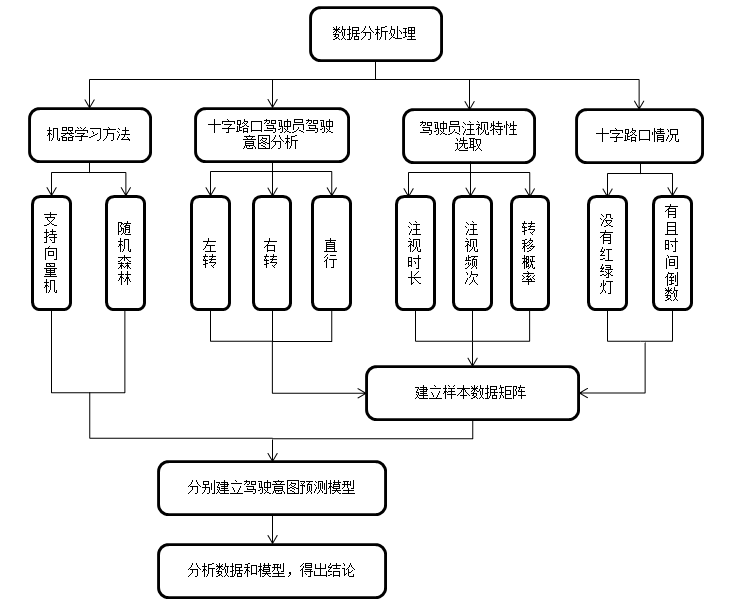 数据分析处理
机器学习方法
十字路口驾驶员驾驶
意图分析
驾驶员注视特性
选取
十字路口情况
支持向量机
随机森林
左转
右转
直行
注视时长
注视频次
转移概率
没有红绿灯
有且时间倒数
建立样本数据矩阵
分别建立驾驶意图预测模型
分析数据和模型，得出结论